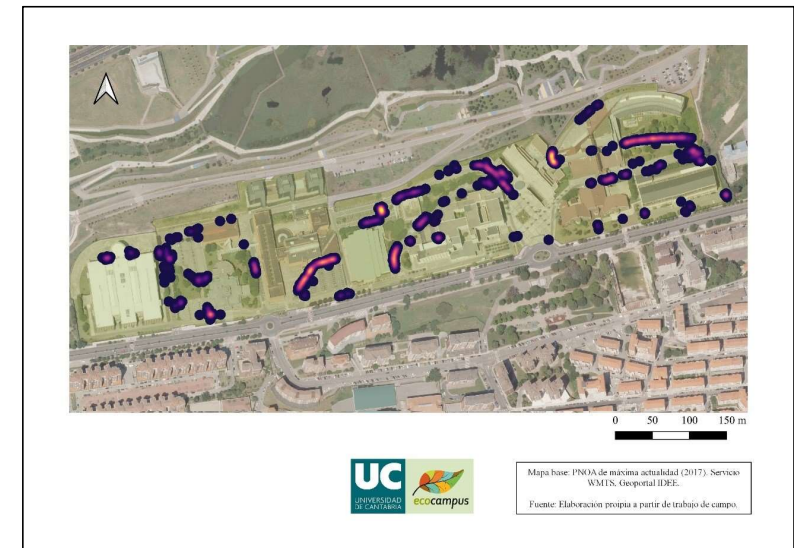 0 50 100 150 m
UC
UNIVERSIDAD
DE CANTABRIA
ecocampus
Mapa base: PNOA de máxima actualidad (2017). Servicio
WMTS. Geoportal IDEE.
Fuente: Elaboración proipia a partir de trabajo de campo.